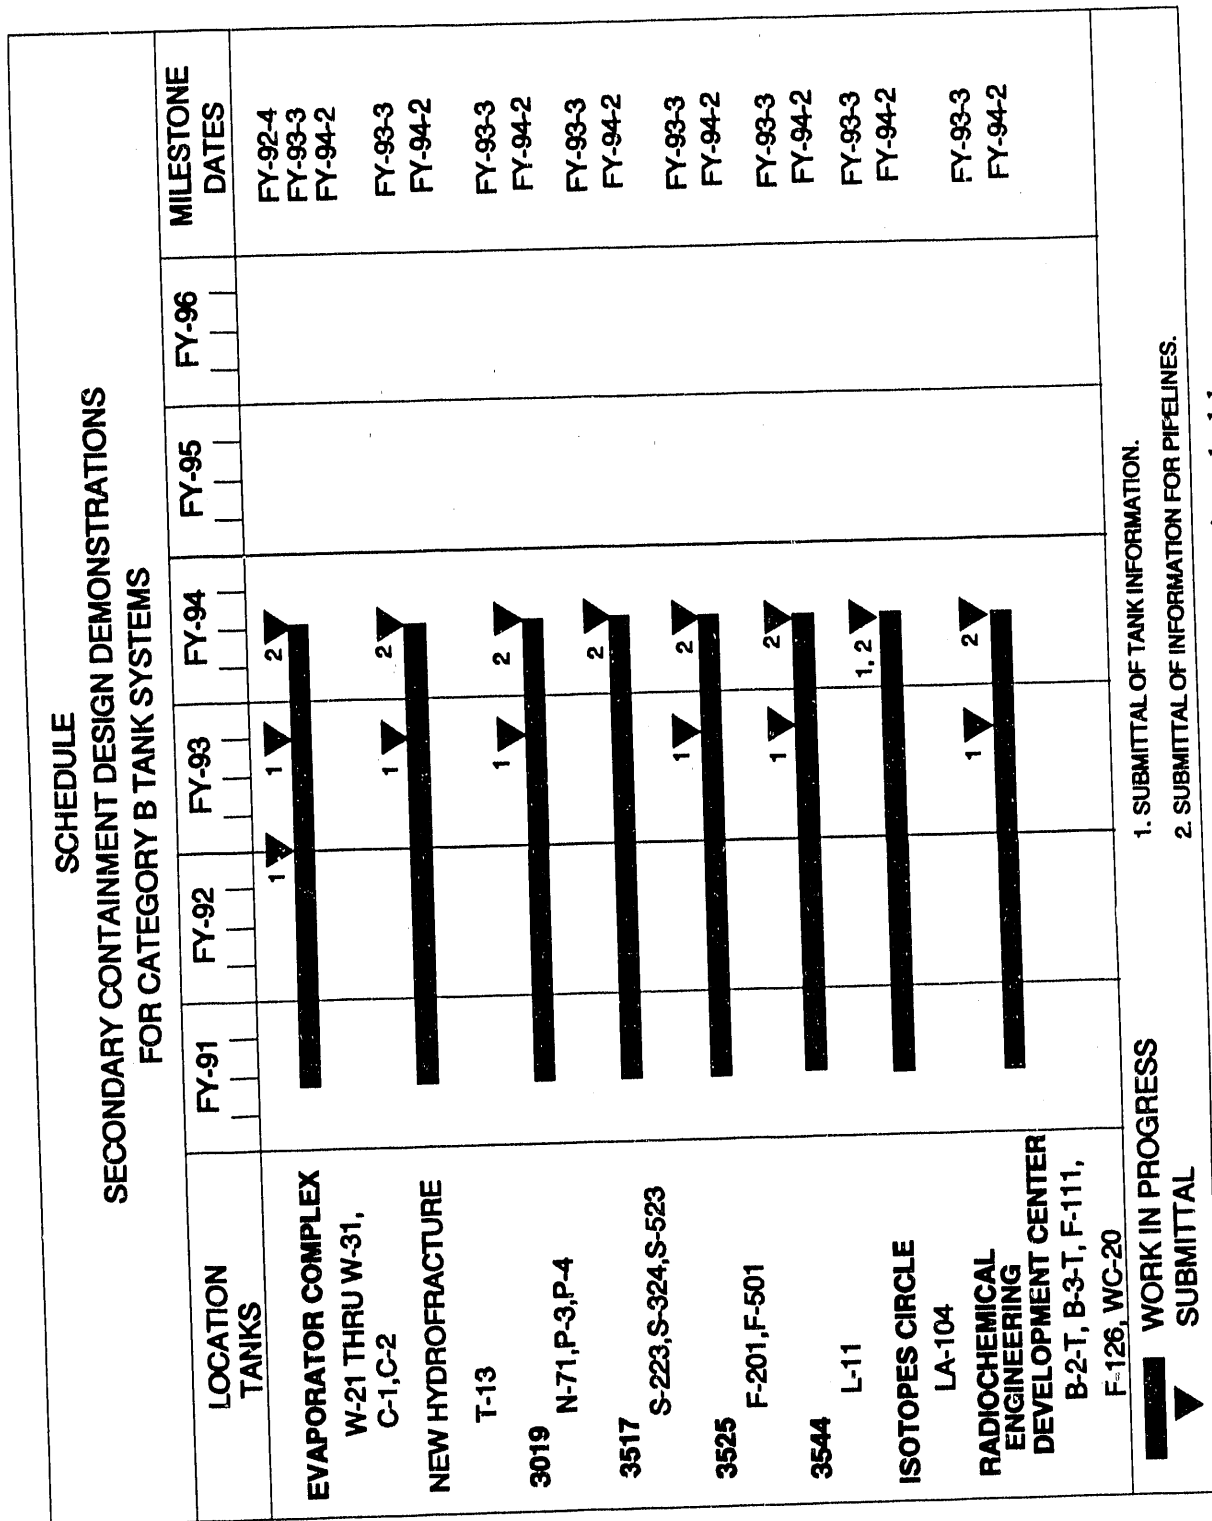 SCHEDULE
SECONDARY CONTAINMENT DESIGN DEMONSTRATIONS
FOR CATEGORY B TANK SYSTEMS
LOCATION
TANKS
FY-91
FY-92
FY-93
FY-94
FY-95
FY-96
MILESTONE
DATES
EVAPORATOR COMPLEX
W-21 THRU W-31,
C-1,C-2
1
1
2
FY-92-4
FY-93-3
FY-94-2
NEW HYDROFRACTURE
T-13
1
2
FY-93-3
FY-94-2
3019
N-71,P-3,P-4
1
2
FY-93-3
FY-94-2
3517
S-223,S-324,S-523
2
FY-93-3
FY-94-2
3525
F-201,F-501
1
2
FY-93-3
FY-94-2
3544
L-11
1
2
FY-93-3
FY-94-2
ISOTOPES CIRCLE
LA-104
1, 2
FY-93-3
FY-94-2
RADIOCHEMICAL
ENGINEERING
DEVELOPMENT CENTER
B-2-T, B-3-T, F-111,
F-126, WC-20
1
2
FY-93-3
FY-94-2
WORK IN PROGRESS
SUBMITTAL
1. SUBMITTAL OF TANK INFORMATION.
2. SUBMITTAL OF INFORMATION FOR PIPELINES.